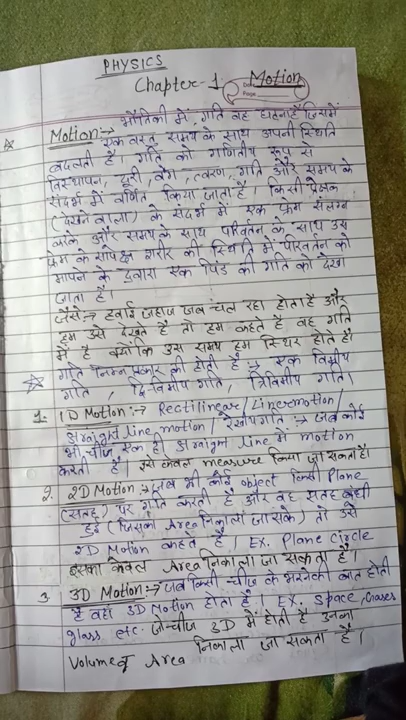 PHYSICS
Chapter-1 Motion
Motion:→ भौतिकी में, गति वह घटना है जिसमें
एक वस्तु समय के साथ अपनी स्थिति
बदलती है। गति को गणितीय रूप से
विस्थापन, दूरी, वेग, त्वरण, गति और समय के
संदर्भ में वर्णित किया जाता है। किसी प्रेक्षक
(देखने वाला) के संदर्भ में एक फ्रेम संलग्न
करके और समय के साथ परिवर्तन के साथ उस
फ्रेम के सापेक्ष शरीर की स्थिति में परिवर्तन को
मापने के द्वारा एक पिंड की गति को देखा
जाता है।
जैसे:→ हवाई जहाज जब चल रहा होता है और
हम उसे देखते है तो हम कहते है वह गति
में है क्योंकि उस समय हम स्थिर होते है।
गति निम्न प्रकार की होती है:→ एक विमीय
गति, द्विविमीय गति, त्रिविमीय गति।
1. 1D Motion:→ Rectilinear/Linermotion/
straight line motion/रेखीय गति:→ जब कोई
भी चीज एक ही straight line में motion
करती है। उसे केवल measure किया जा सकता है।
2. 2D Motion:→ जब भी कोई object किसी Plane
(सतह) पर गति करती है और वह सतह
हुई (जिसका Area निकाला जा सके) तो उसे
2D Motion कहते है। Ex. Plane circle
इसका केवल Area निकाला जा सकता है।
3 3D Motion:→ जब किसी चीज के भरने की बात होती
है वहाँ 3D Motion होता है। Ex. space,
glass etc. जो चीज 3D में होती है उनका
Volume व Area निकाला जा सकता है।